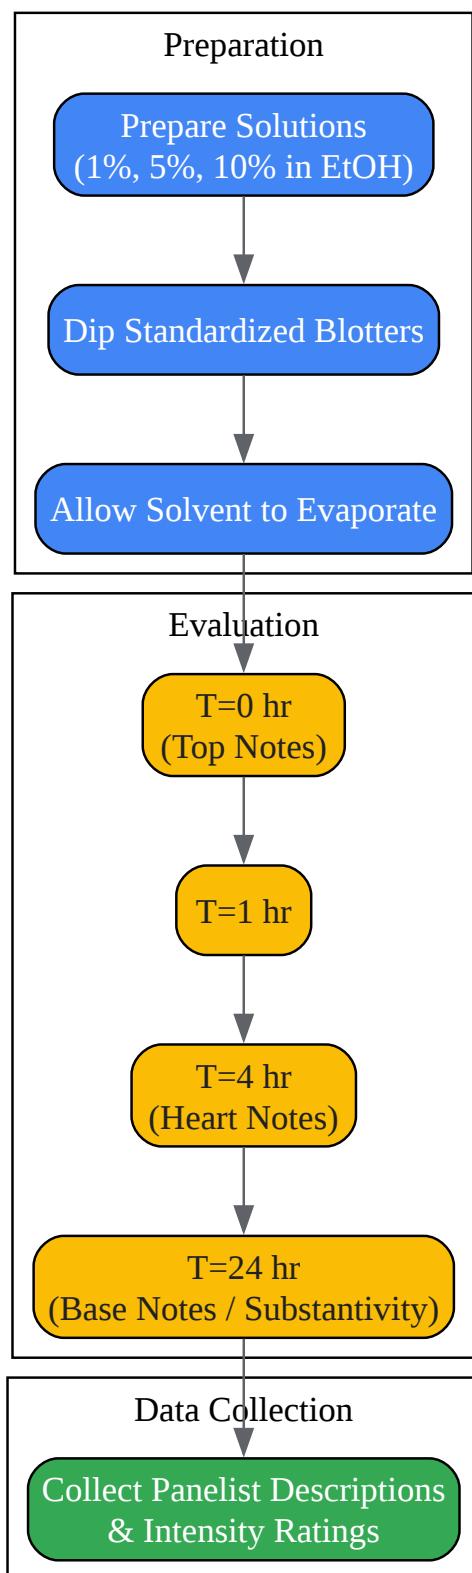 Preparation
Prepare Solutions
(1%, 5%, 10% in EtOH)
Dip Standardized Blotters
Allow Solvent to Evaporate
Evaluation
T=0 hr
(Top Notes)
T=1 hr
T=4 hr
(Heart Notes)
T=24 hr
(Base Notes / Substantivity)
Data Collection
Collect Panelist Descriptions
& Intensity Ratings